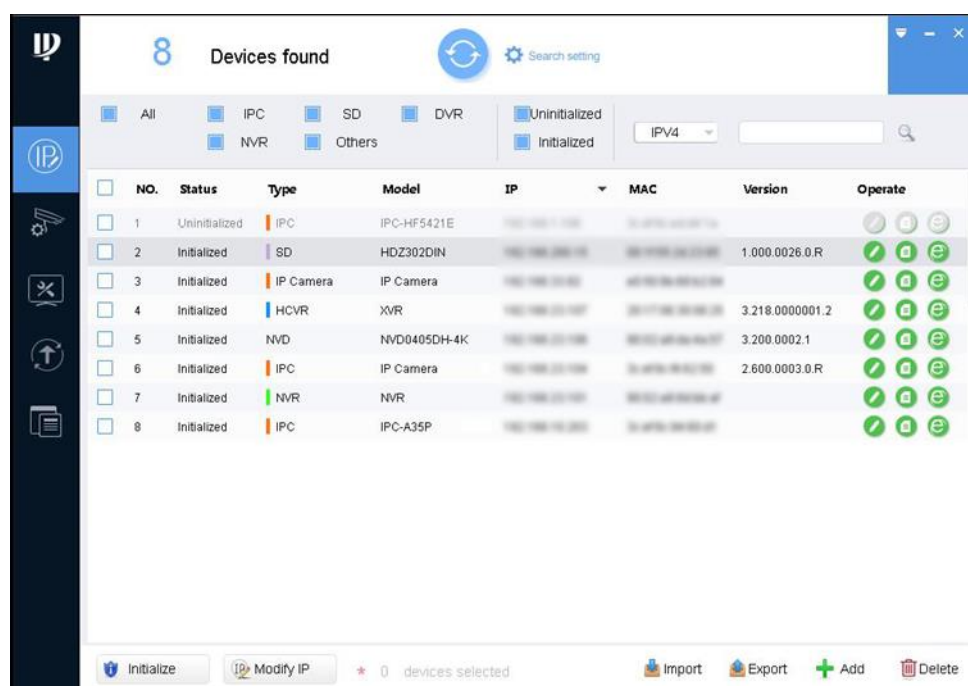 8 Devices found Search setting
All IPC SD DVR Uninitialized
NVR Others Initialized
IPV4
NO. Status Type Model IP MAC Version Operate
1 Uninitialized IPC IPC-HF5421E
2 Initialized SD HDZ302DIN 1.000.0026.0.R
3 Initialized IP Camera IP Camera
4 Initialized HCVR XVR 3.218.0000001.2
5 Initialized NVD NVD0405DH-4K 3.200.0002.1
6 Initialized IPC IP Camera 2.600.0003.0.R
7 Initialized NVR NVR
8 Initialized IPC IPC-A35P
Initialize IP Modify IP * 0 devices selected Import Export Add Delete
IP